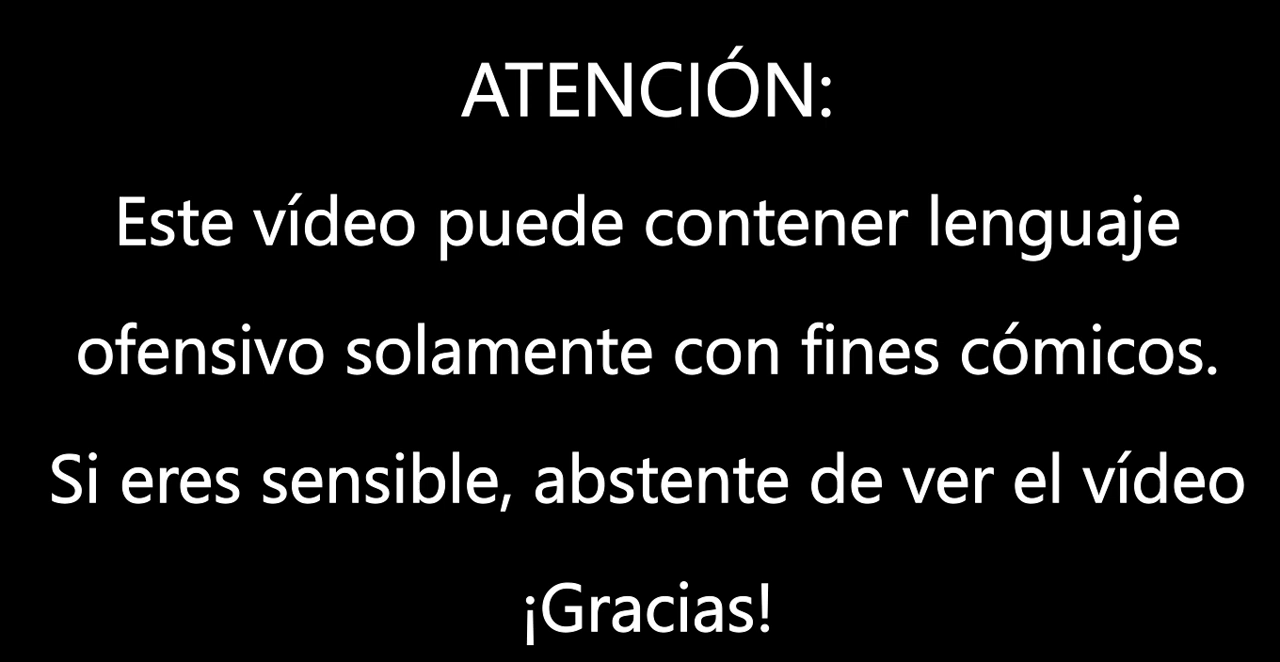 ATENCIÓN:
Este vídeo puede contener lenguaje
ofensivo solamente con fines cómicos.
Si eres sensible, abstente de ver el vídeo
¡Gracias!